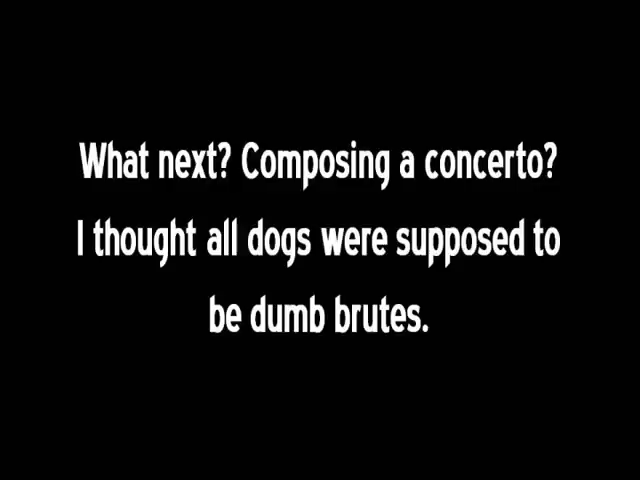 What next? Composing a concerto?
I thought all dogs were supposed to
be dumb brutes.